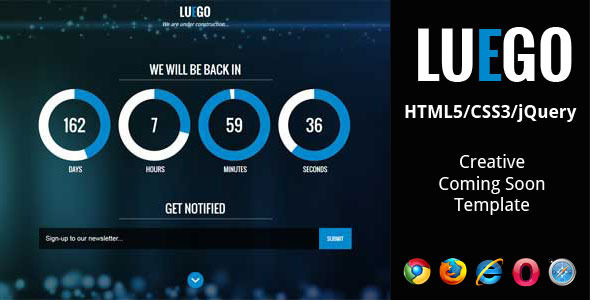 LUEGO
We are under construction...
WE WILL BE BACK IN
162
7
59
36
DAYS
HOURS
MINUTES
SECONDS
GET NOTIFIED
Sign-up to our newsletter...
SUBMIT
LUEGO
HTML5/CSS3/jQuery
Creative
Coming Soon
Template